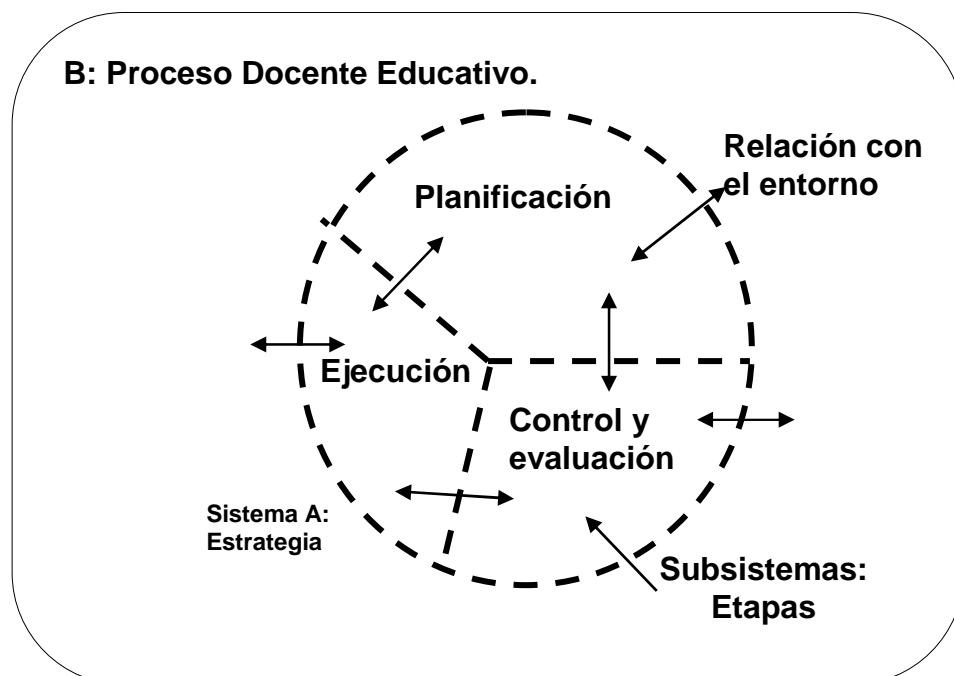 B: Proceso Docente Educativo.
Relación con
el entorno
Planificación
Ejecución
Control y
evaluación
Sistema A:
Estrategia
Subsistemas:
Etapas